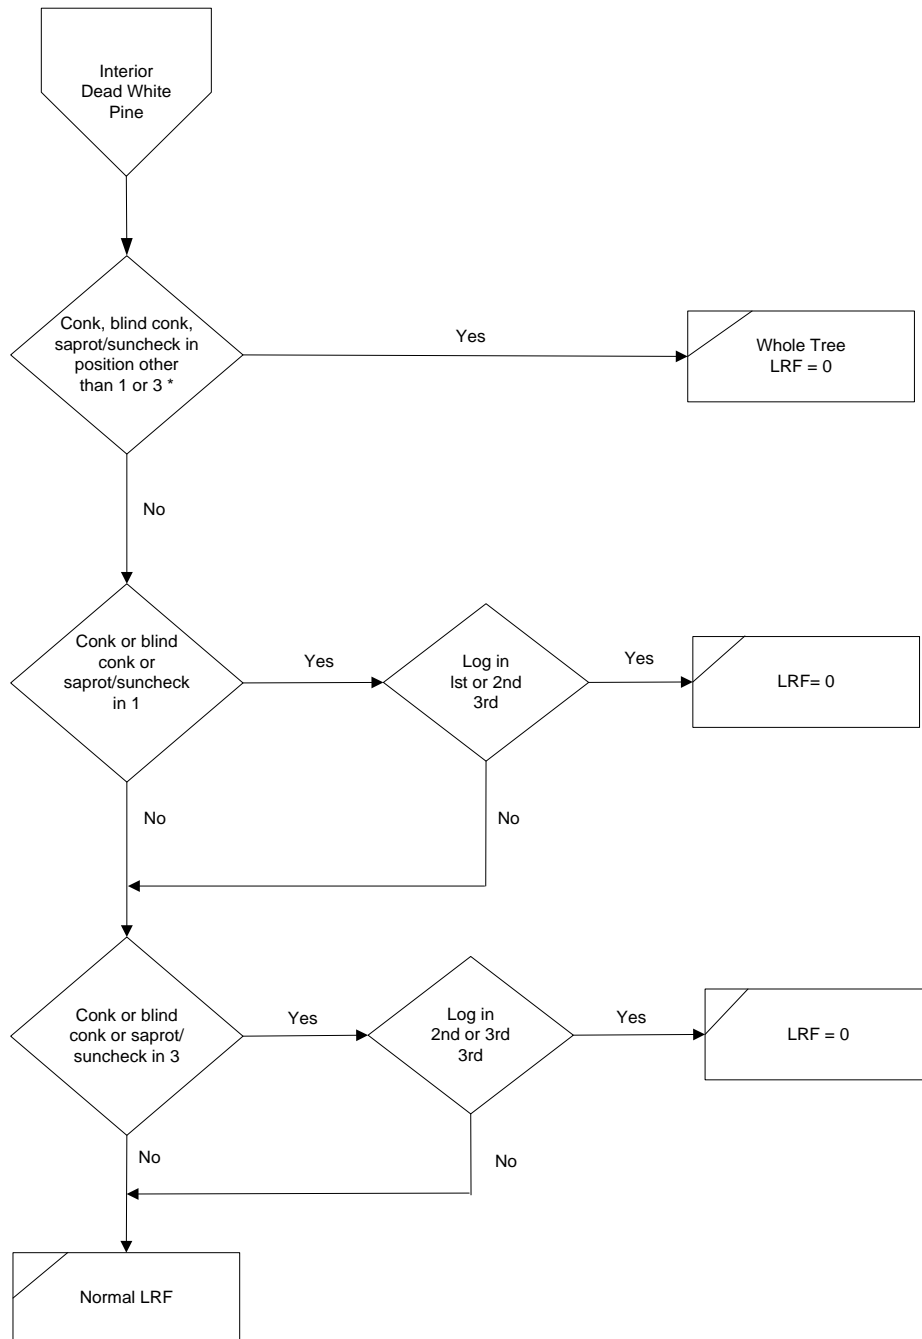 Interior
Dead White
Pine
Conk, blind conk,
saprot/suncheck in
position other
than 1 or 3 *
Yes
Whole Tree
LRF = 0
No
Conk or blind
conk or
saprot/suncheck
in 1
Yes
Log in
Ist or 2nd
3rd
Yes
LRF= 0
No
No
Conk or blind
conk or saprot/
suncheck in 3
Yes
Log in
2nd or 3rd
3rd
Yes
LRF = 0
No
No
Normal LRF